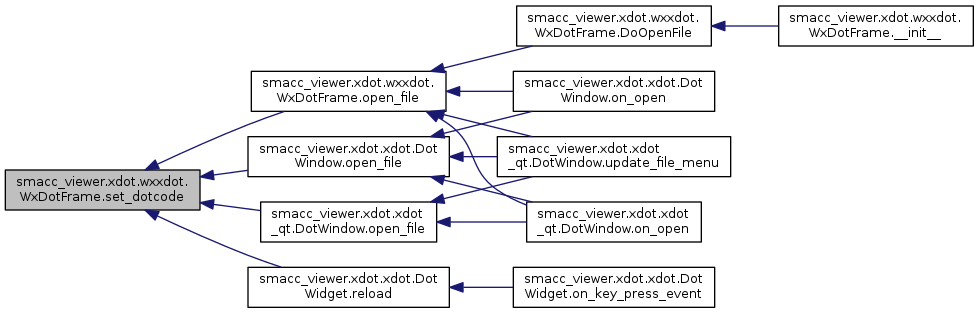 smacc_viewer.xdot.wxxdot.
WxDotFrame.set_dotcode
smacc_viewer.xdot.wxxdot.
WxDotFrame.open_file
smacc_viewer.xdot.wxxdot.
WxDotFrame.DoOpenFile
smacc_viewer.xdot.wxxdot.
WxDotFrame.__init__
smacc_viewer.xdot.xdot.Dot
Window.on_open
smacc_viewer.xdot.xdot
_qt.DotWindow.update_file_menu
smacc_viewer.xdot.xdot
_qt.DotWindow.on_open
smacc_viewer.xdot.xdot.Dot
Window.open_file
smacc_viewer.xdot.xdot
_qt.DotWindow.open_file
smacc_viewer.xdot.xdot.Dot
Widget.reload
smacc_viewer.xdot.xdot.Dot
Widget.on_key_press_event